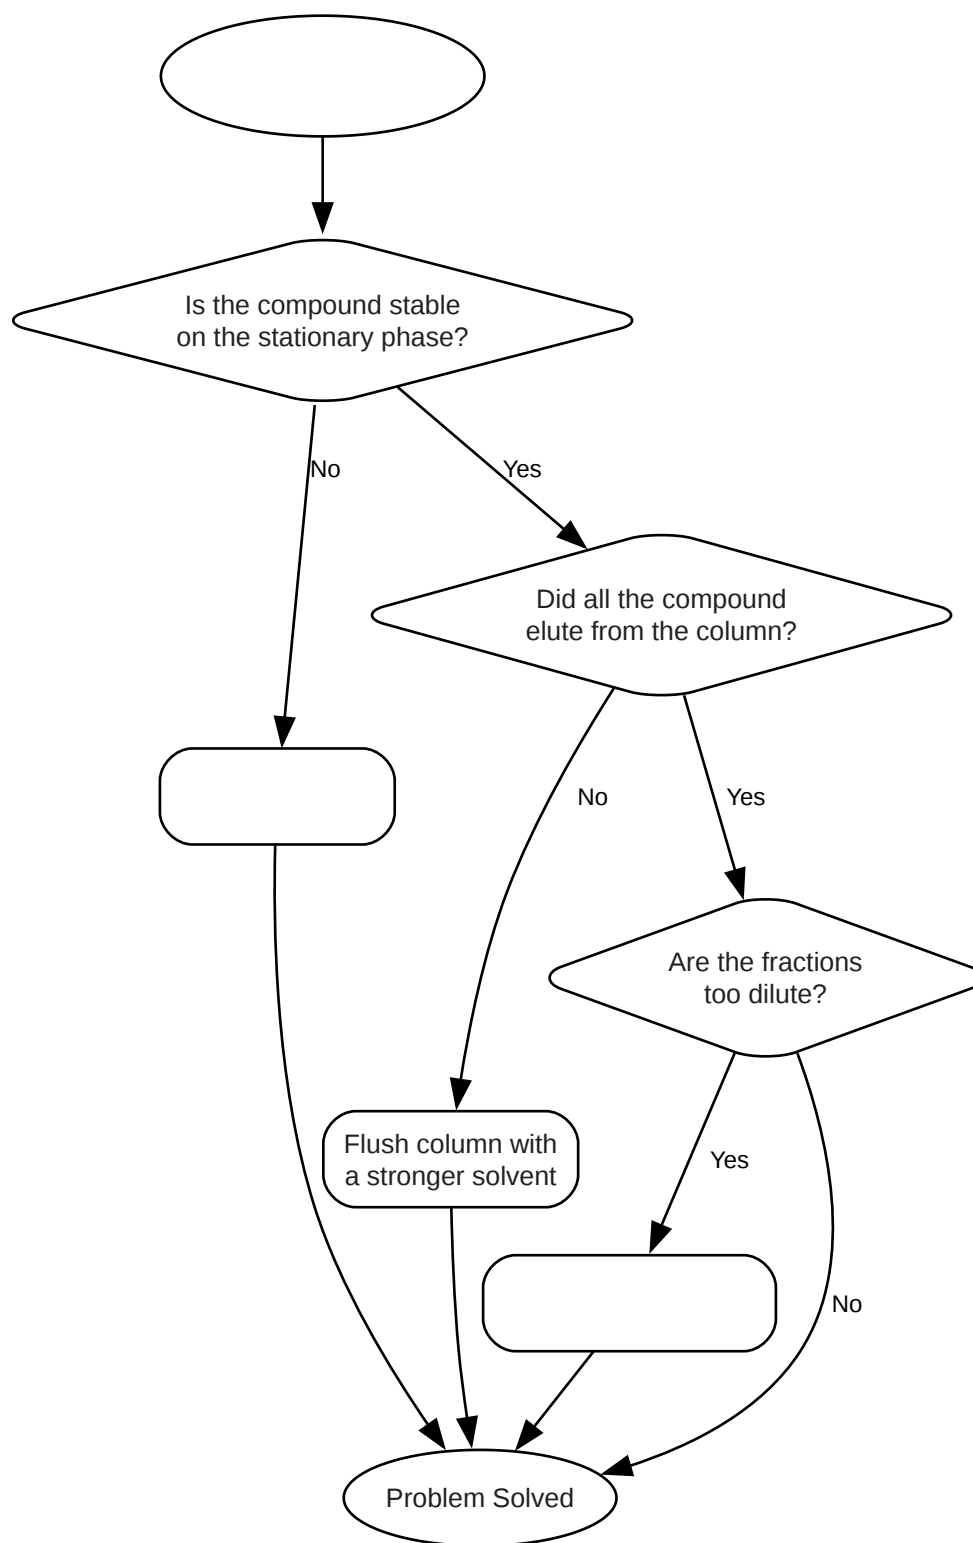 Is the compound stable
on the stationary phase?
No
Yes
Did all the compound
elute from the column?
No
Yes
Are the fractions
too dilute?
Flush column with
a stronger solvent
Yes
No
Problem Solved